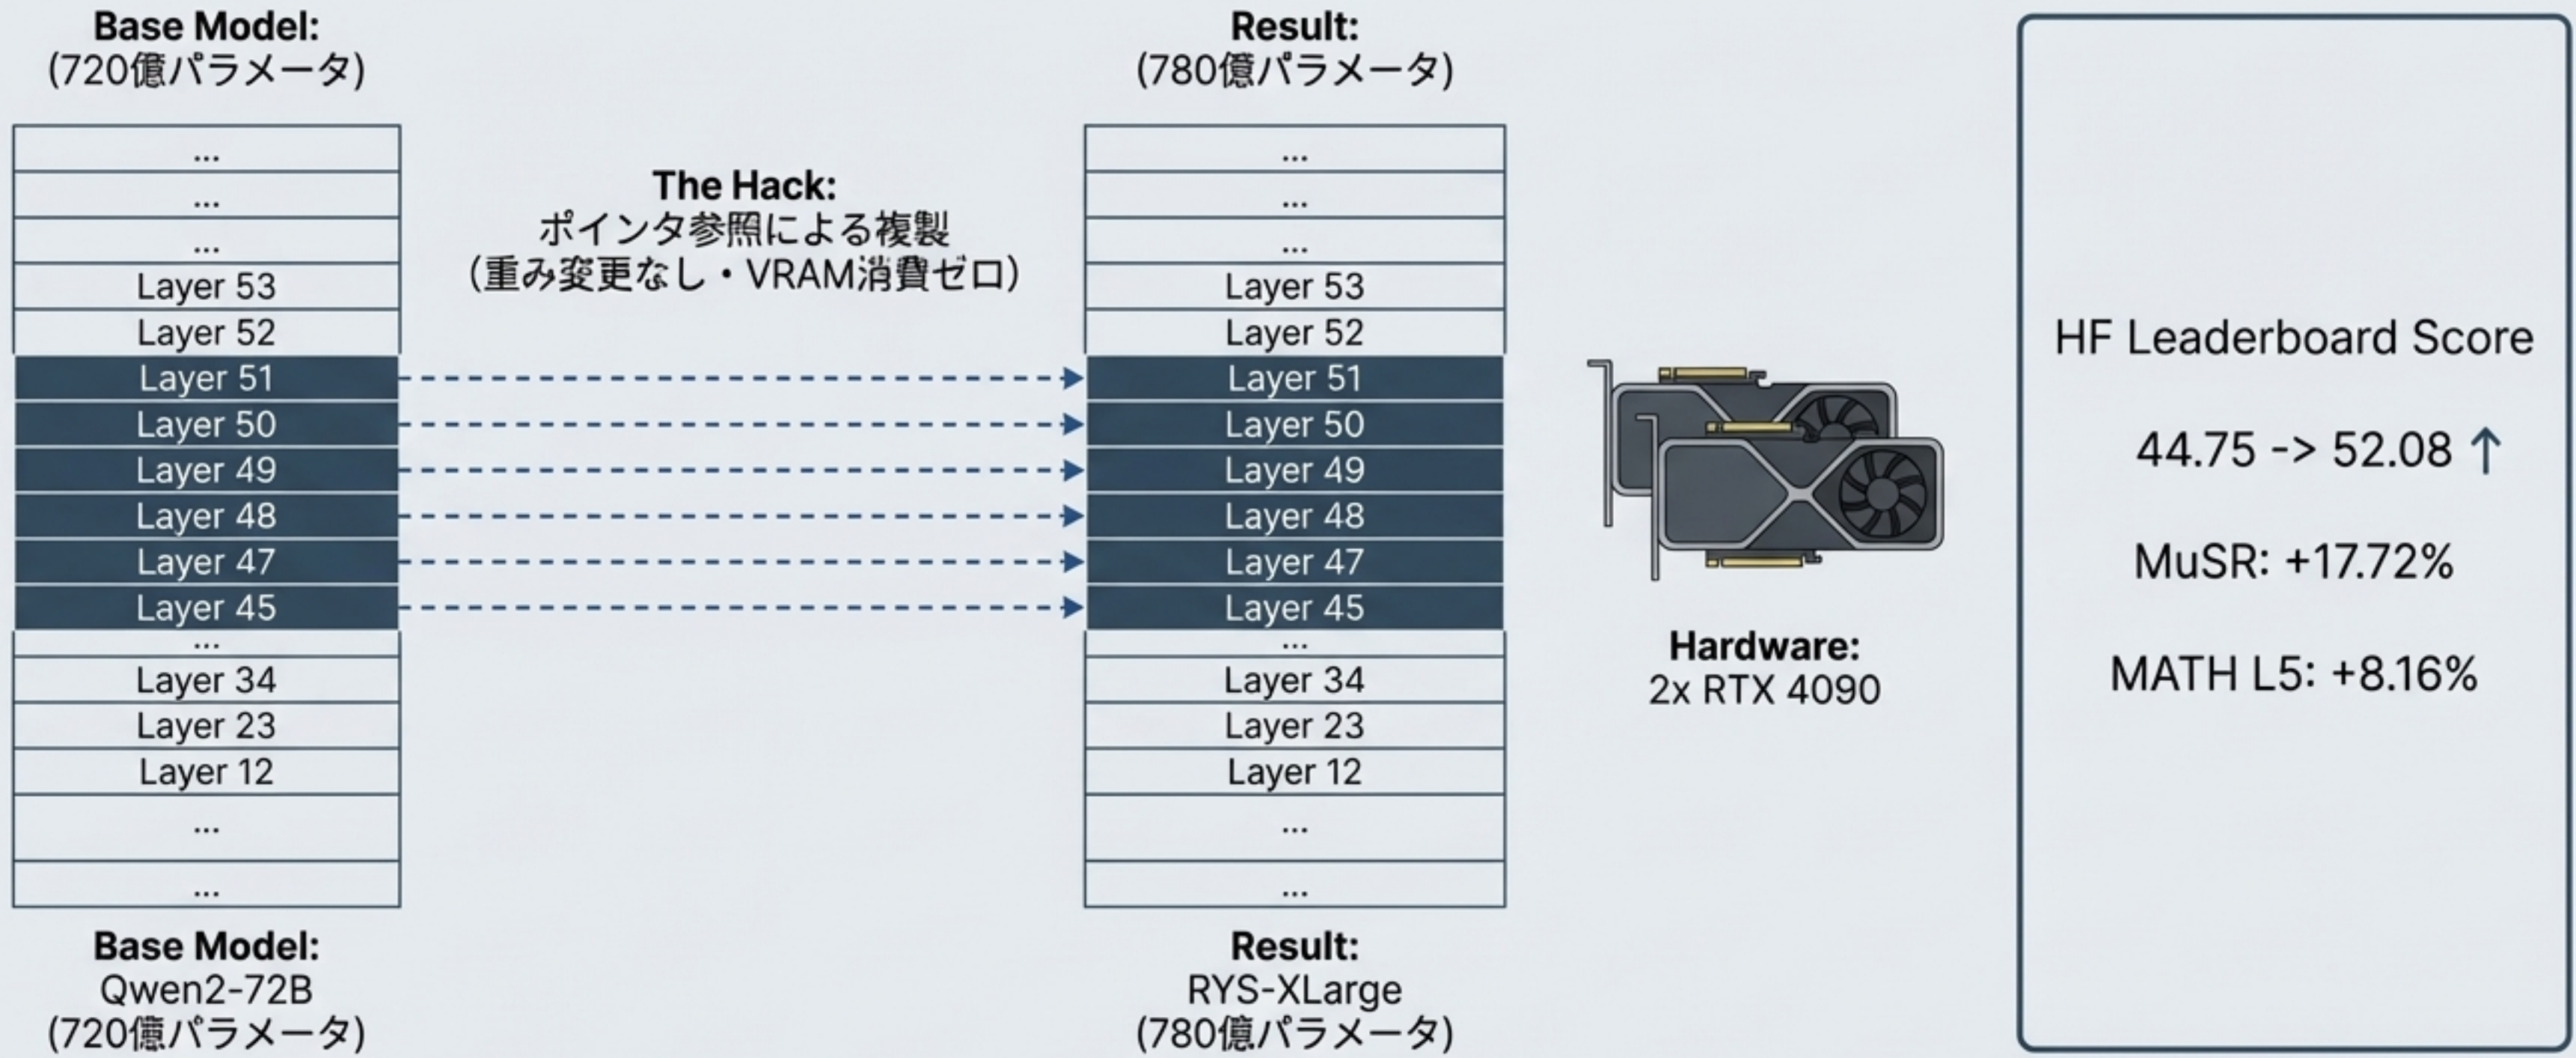 Base Model:
(720億パラメータ)
...
...
...
Layer 53
Layer 52
Layer 51
Layer 50
Layer 49
Layer 48
Layer 47
Layer 45
...
Layer 34
Layer 23
Layer 12
...
...
Base Model:
Qwen2-72B
(720億パラメータ)
The Hack:
ポインタ参照による複製
(重み変更なし・VRAM消費ゼロ)
Result:
(780億パラメータ)
...
...
...
Layer 53
Layer 52
Layer 51
Layer 50
Layer 49
Layer 48
Layer 47
Layer 45
...
Layer 34
Layer 23
Layer 12
...
...
Result:
RYS-XLarge
(780億パラメータ)
Hardware:
2x RTX 4090
HF Leaderboard Score
44.75 -> 52.08 ↑
MuSR: +17.72%
MATH L5: +8.16%